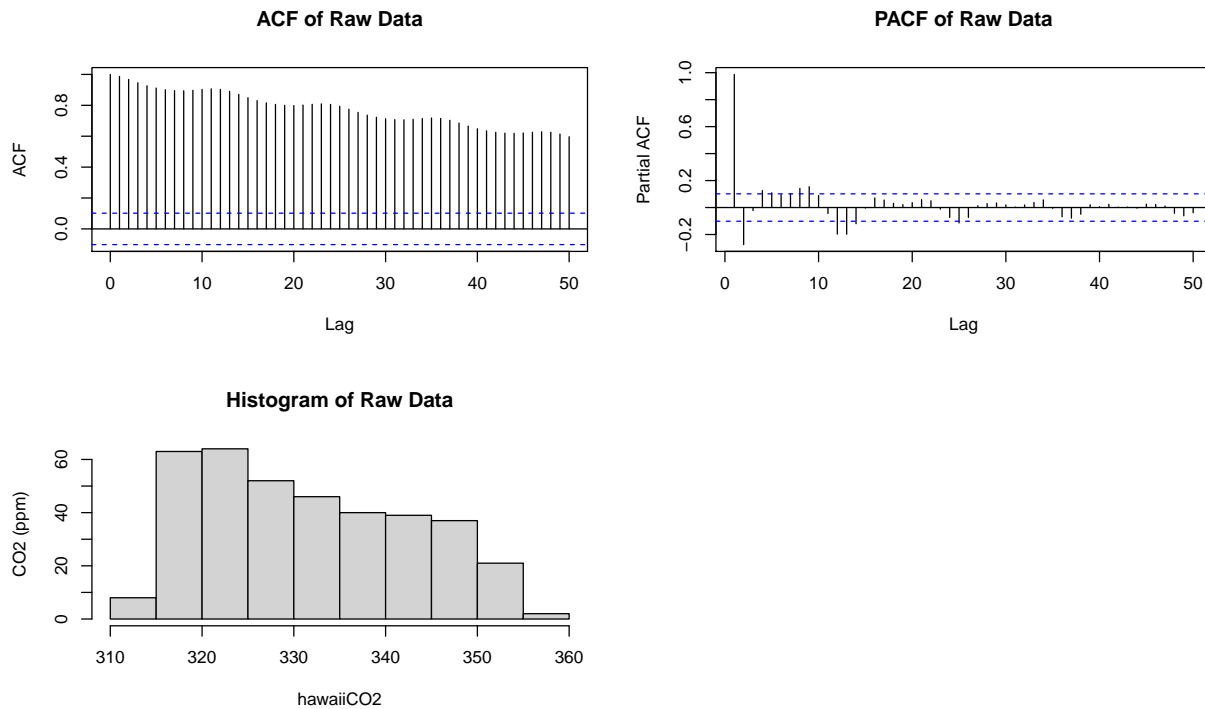 ACF of Raw Data
ACF
0.0 0.4 0.8
0 10 20 30 40 50
Lag
PACF of Raw Data
Partial ACF
−0.2 0.2 0.6 1.0
0 10 20 30 40 50
Lag
Histogram of Raw Data
CO2 (ppm)
0 20 40 60
310 320 330 340 350 360
hawaiiCO2